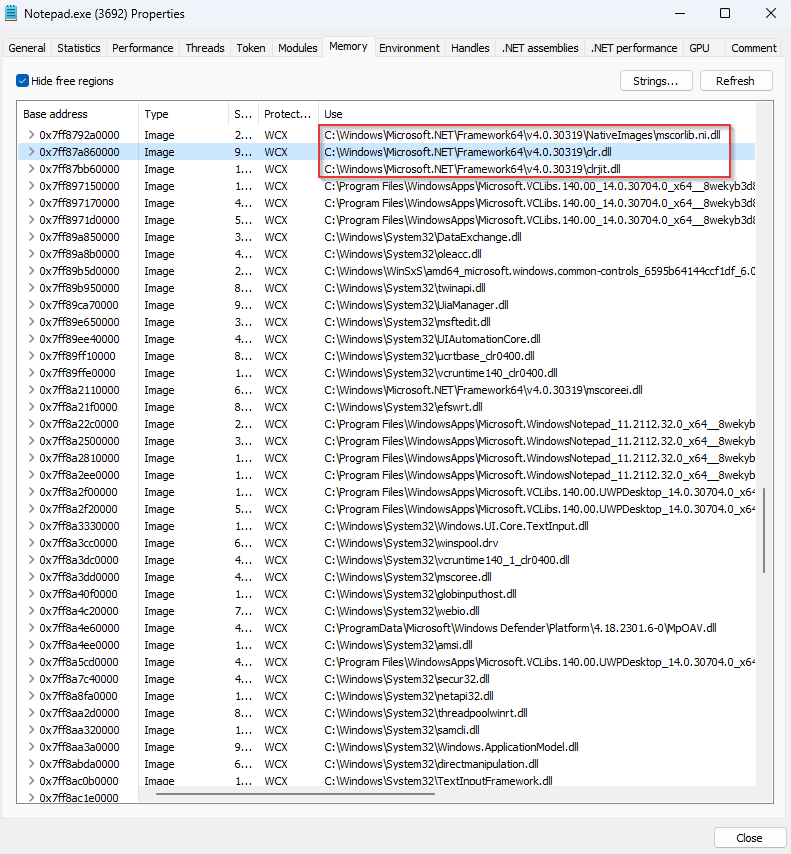 Notepad.exe (3692) Properties
General Statistics Performance Threads Token Modules Memory Environment Handles .NET assemblies .NET performance GPU Comment
Hide free regions Strings... Refresh
Base address Type S... Protect... Use
0x7ff8792a0000 Image 2... WCX C:\Windows\Microsoft.NET\Framework64\v4.0.30319\NativeImages\mscorlib.ni.dll
0x7ff87a860000 Image 9... WCX C:\Windows\Microsoft.NET\Framework64\v4.0.30319\clr.dll
0x7ff87bb60000 Image 1... WCX C:\Windows\Microsoft.NET\Framework64\v4.0.30319\clrjit.dll
0x7ff897150000 Image 1... WCX C:\Program Files\WindowsApps\Microsoft.VCLibs.140.00_14.0.30704.0_x64__8wekyb3d8
0x7ff897170000 Image 4... WCX C:\Program Files\WindowsApps\Microsoft.VCLibs.140.00_14.0.30704.0_x64__8wekyb3d8
0x7ff8971d0000 Image 5... WCX C:\Program Files\WindowsApps\Microsoft.VCLibs.140.00_14.0.30704.0_x64__8wekyb3d8
0x7ff89a850000 Image 3... WCX C:\Windows\System32\DataExchange.dll
0x7ff89a8b0000 Image 4... WCX C:\Windows\System32\oleacc.dll
0x7ff89b5d0000 Image 2... WCX C:\Windows\WinSxS\amd64_microsoft.windows.common-controls_6595b64144ccf1df_6.0
0x7ff89b950000 Image 8... WCX C:\Windows\System32\twinapi.dll
0x7ff89ca70000 Image 9... WCX C:\Windows\System32\UiaManager.dll
0x7ff89e650000 Image 3... WCX C:\Windows\System32\msftedit.dll
0x7ff89ee40000 Image 4... WCX C:\Windows\System32\UIAutomationCore.dll
0x7ff89ff10000 Image 8... WCX C:\Windows\System32\ucrtbase_clr0400.dll
0x7ff89ffe0000 Image 1... WCX C:\Windows\System32\vcruntime140_clr0400.dll
0x7ff8a2110000 Image 6... WCX C:\Windows\Microsoft.NET\Framework64\v4.0.30319\mscoreei.dll
0x7ff8a21f0000 Image 8... WCX C:\Windows\System32\efswrt.dll
0x7ff8a22c0000 Image 2... WCX C:\Program Files\WindowsApps\Microsoft.WindowsNotepad_11.2112.32.0_x64__8wekyb
0x7ff8a2500000 Image 3... WCX C:\Program Files\WindowsApps\Microsoft.WindowsNotepad_11.2112.32.0_x64__8wekyb
0x7ff8a2810000 Image 1... WCX C:\Program Files\WindowsApps\Microsoft.WindowsNotepad_11.2112.32.0_x64__8wekyb
0x7ff8a2ee0000 Image 1... WCX C:\Program Files\WindowsApps\Microsoft.WindowsNotepad_11.2112.32.0_x64__8wekyb
0x7ff8a2f00000 Image 1... WCX C:\Program Files\WindowsApps\Microsoft.VCLibs.140.00.UWPDesktop_14.0.30704.0_x64
0x7ff8a2f20000 Image 5... WCX C:\Program Files\WindowsApps\Microsoft.VCLibs.140.00.UWPDesktop_14.0.30704.0_x64
0x7ff8a3330000 Image 1... WCX C:\Windows\System32\Windows.UI.Core.TextInput.dll
0x7ff8a3cc0000 Image 6... WCX C:\Windows\System32\winspool.drv
0x7ff8a3dc0000 Image 4... WCX C:\Windows\System32\vcruntime140_1_clr0400.dll
0x7ff8a3dd0000 Image 4... WCX C:\Windows\System32\mscoree.dll
0x7ff8a40f0000 Image 1... WCX C:\Windows\System32\globinputhost.dll
0x7ff8a4c20000 Image 7... WCX C:\Windows\System32\webio.dll
0x7ff8a4e60000 Image 4... WCX C:\ProgramData\Microsoft\Windows Defender\Platform\4.18.2301.6-0\MpOAV.dll
0x7ff8a4ee0000 Image 1... WCX C:\Windows\System32\amsi.dll
0x7ff8a5cd0000 Image 4... WCX C:\Program Files\WindowsApps\Microsoft.VCLibs.140.00.UWPDesktop_14.0.30704.0_x64
0x7ff8a7c40000 Image 4... WCX C:\Windows\System32\secur32.dll
0x7ff8a8fa0000 Image 1... WCX C:\Windows\System32\netapi32.dll
0x7ff8aa2d0000 Image 8... WCX C:\Windows\System32\threadpoolwinrt.dll
0x7ff8aa320000 Image 1... WCX C:\Windows\System32\samcli.dll
0x7ff8aa3a0000 Image 9... WCX C:\Windows\System32\Windows.ApplicationModel.dll
0x7ff8abda0000 Image 6... WCX C:\Windows\System32\directmanipulation.dll
0x7ff8ac0b0000 Image 1... WCX C:\Windows\System32\TextInputFramework.dll
0x7ff8ac1e0000
Close